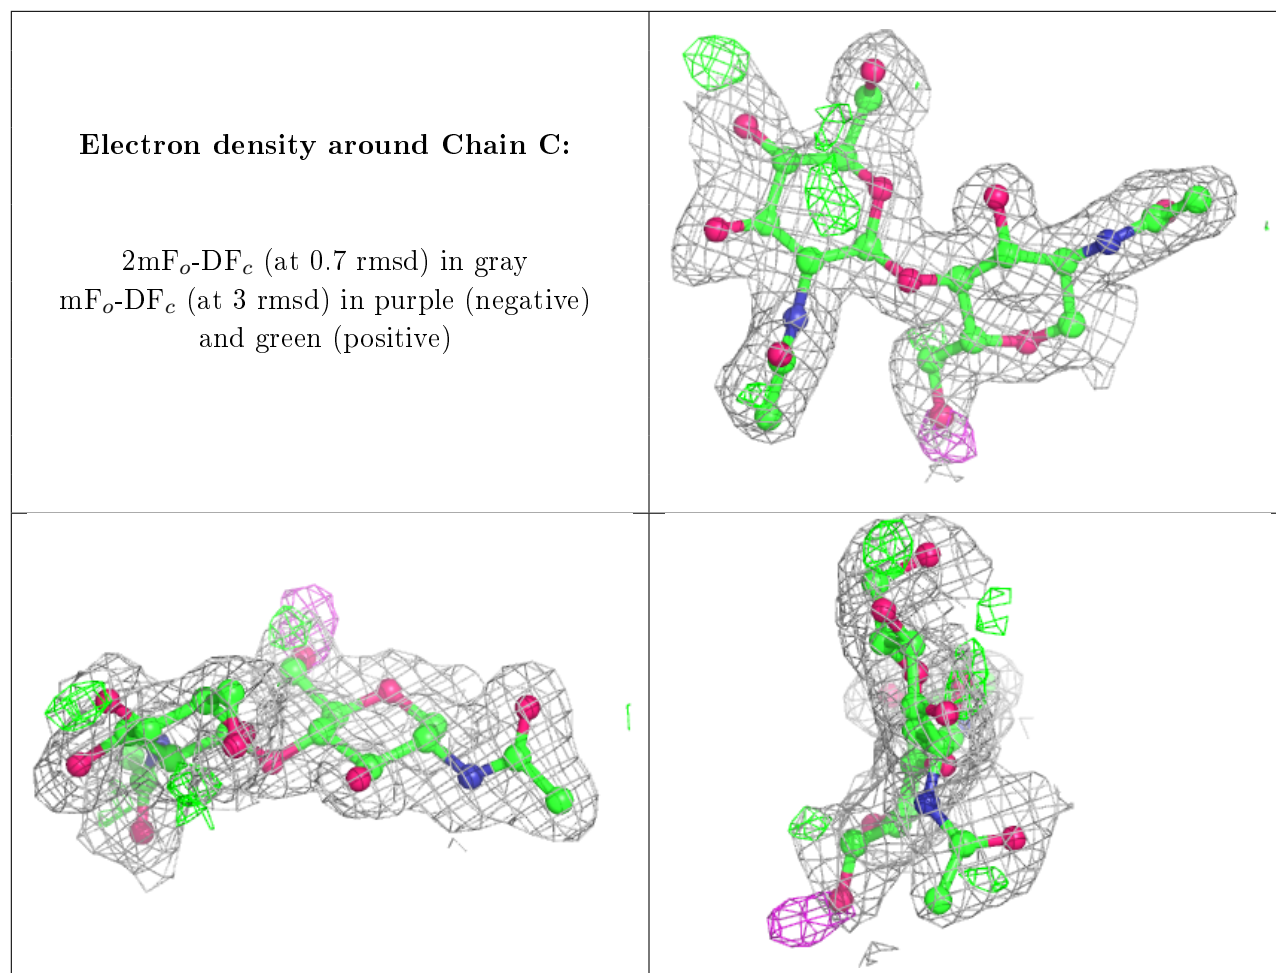 Electron density around Chain C:
2mFₒ-DF𝒸 (at 0.7 rmsd) in gray
mFₒ-DF𝒸 (at 3 rmsd) in purple (negative)
and green (positive)